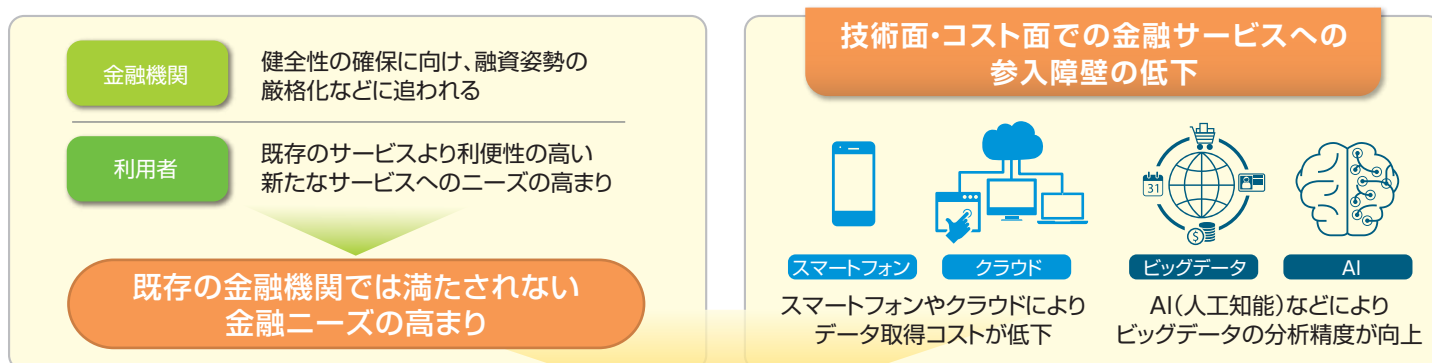 金融機関
健全性の確保に向け、融資姿勢の
厳格化などに追われる
利用者
既存のサービスより利便性の高い
新たなサービスへのニーズの高まり
既存の金融機関では満たされない
金融ニーズの高まり
技術面・コスト面での金融サービスへの
参入障壁の低下
31
$
スマートフォン
クラウド
ビッグデータ
AI
スマートフォンやクラウドにより
データ取得コストが低下
AI(人工知能)などにより
ビッグデータの分析精度が向上